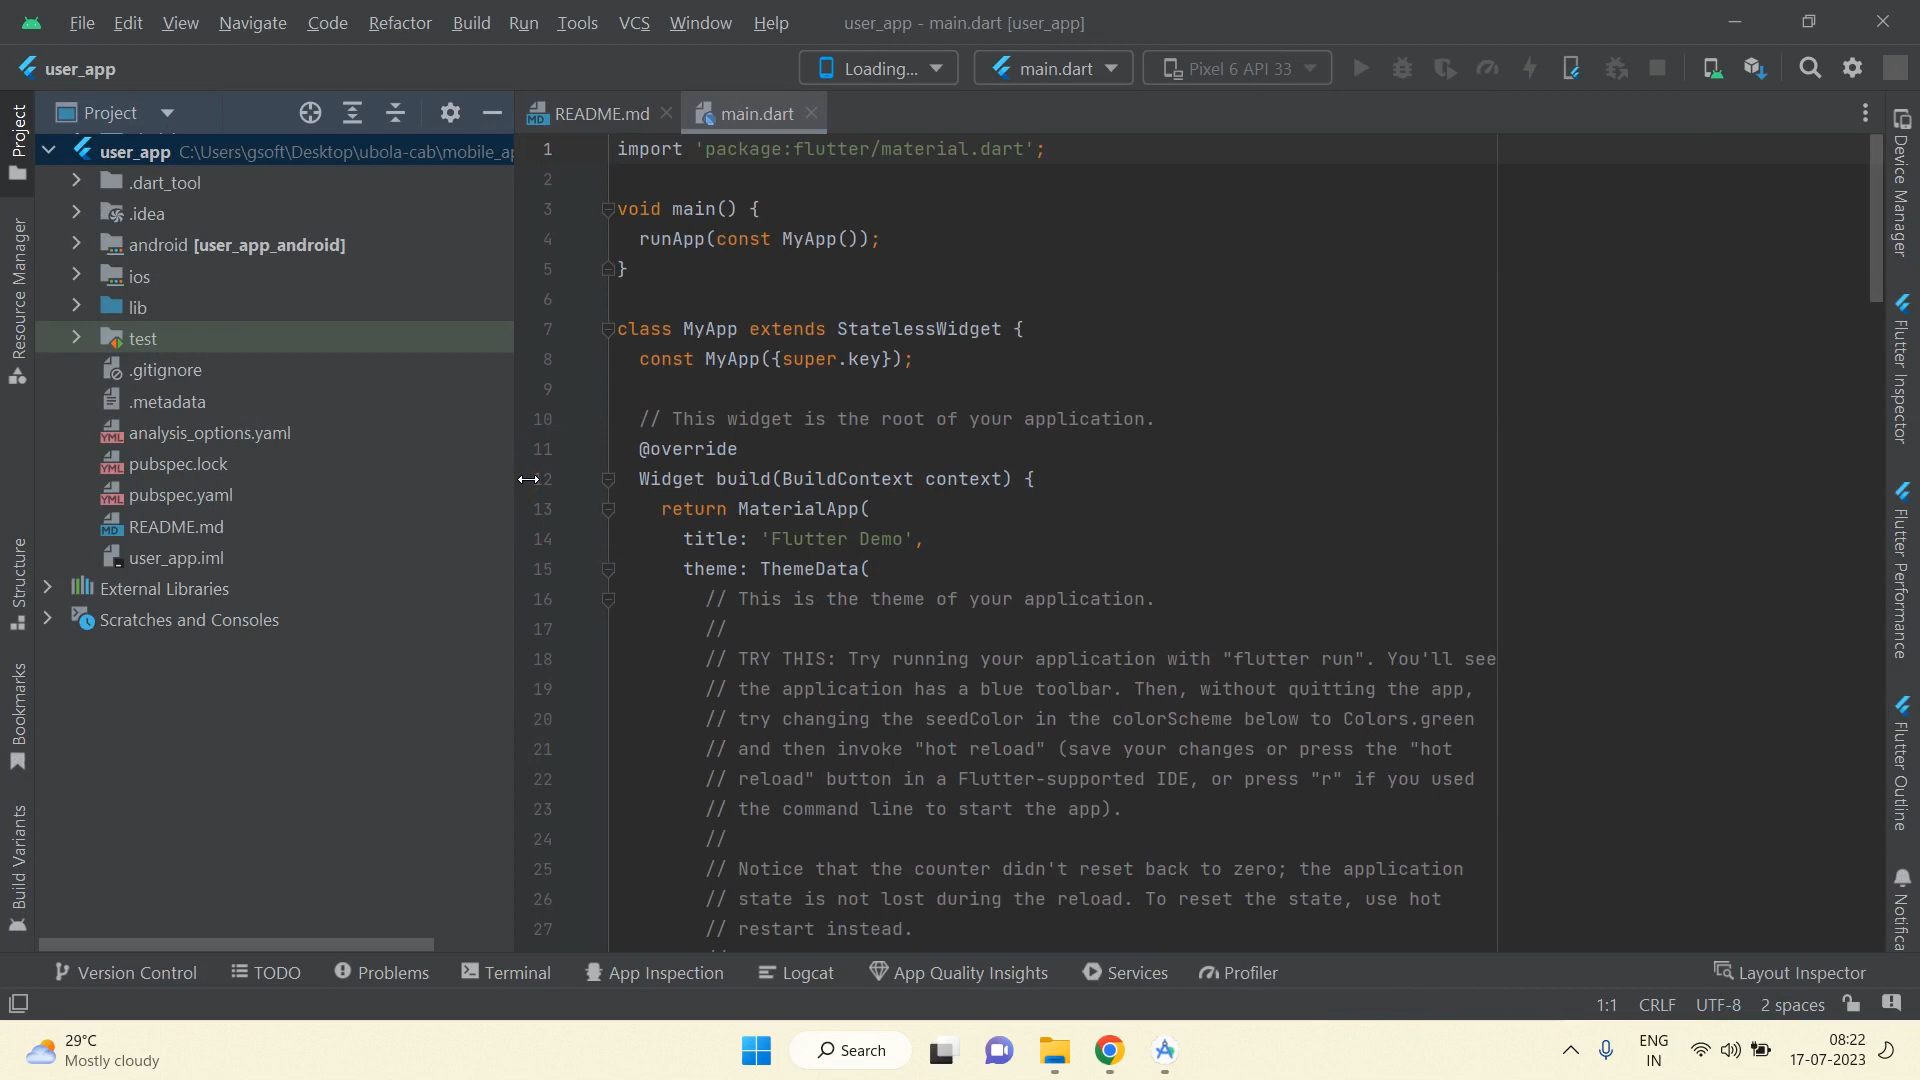 File Edit View Navigate Code Refactor Build Run Tools VCS Window Help user_app - main.dart [user_app]
user_app Loading... main.dart Pixel 6 API 33
Project
README.md main.dart
user_app C:\Users\gsoft\Desktop\ubola-cab\mobile_ap
.dart_tool
.idea
android [user_app_android]
ios
lib
test
.gitignore
.metadata
analysis_options.yaml
pubspec.lock
pubspec.yaml
README.md
user_app.iml
External Libraries
Scratches and Consoles
Project
Resource Manager
Structure
Bookmarks
Build Variants
1 import 'package:flutter/material.dart';
2
3 void main() {
4 runApp(const MyApp());
5 }
6
7 class MyApp extends StatelessWidget {
8 const MyApp({super.key});
9
10 // This widget is the root of your application.
11 @override
12 Widget build(BuildContext context) {
13 return MaterialApp(
14 title: 'Flutter Demo',
15 theme: ThemeData(
16 // This is the theme of your application.
17 //
18 // TRY THIS: Try running your application with "flutter run". You'll see
19 // the application has a blue toolbar. Then, without quitting the app,
20 // try changing the seedColor in the colorScheme below to Colors.green
21 // and then invoke "hot reload" (save your changes or press the "hot
22 // reload" button in a Flutter-supported IDE, or press "r" if you used
23 // the command line to start the app).
24 //
25 // Notice that the counter didn't reset back to zero; the application
26 // state is not lost during the reload. To reset the state, use hot
27 // restart instead.
Device Manager
Flutter Inspector
Flutter Performance
Flutter Outline
Notifica
Version Control TODO Problems Terminal App Inspection Logcat App Quality Insights Services Profiler Layout Inspector
1:1 CRLF UTF-8 2 spaces
29°C
Mostly cloudy
Search
ENG
IN
08:22
17-07-2023